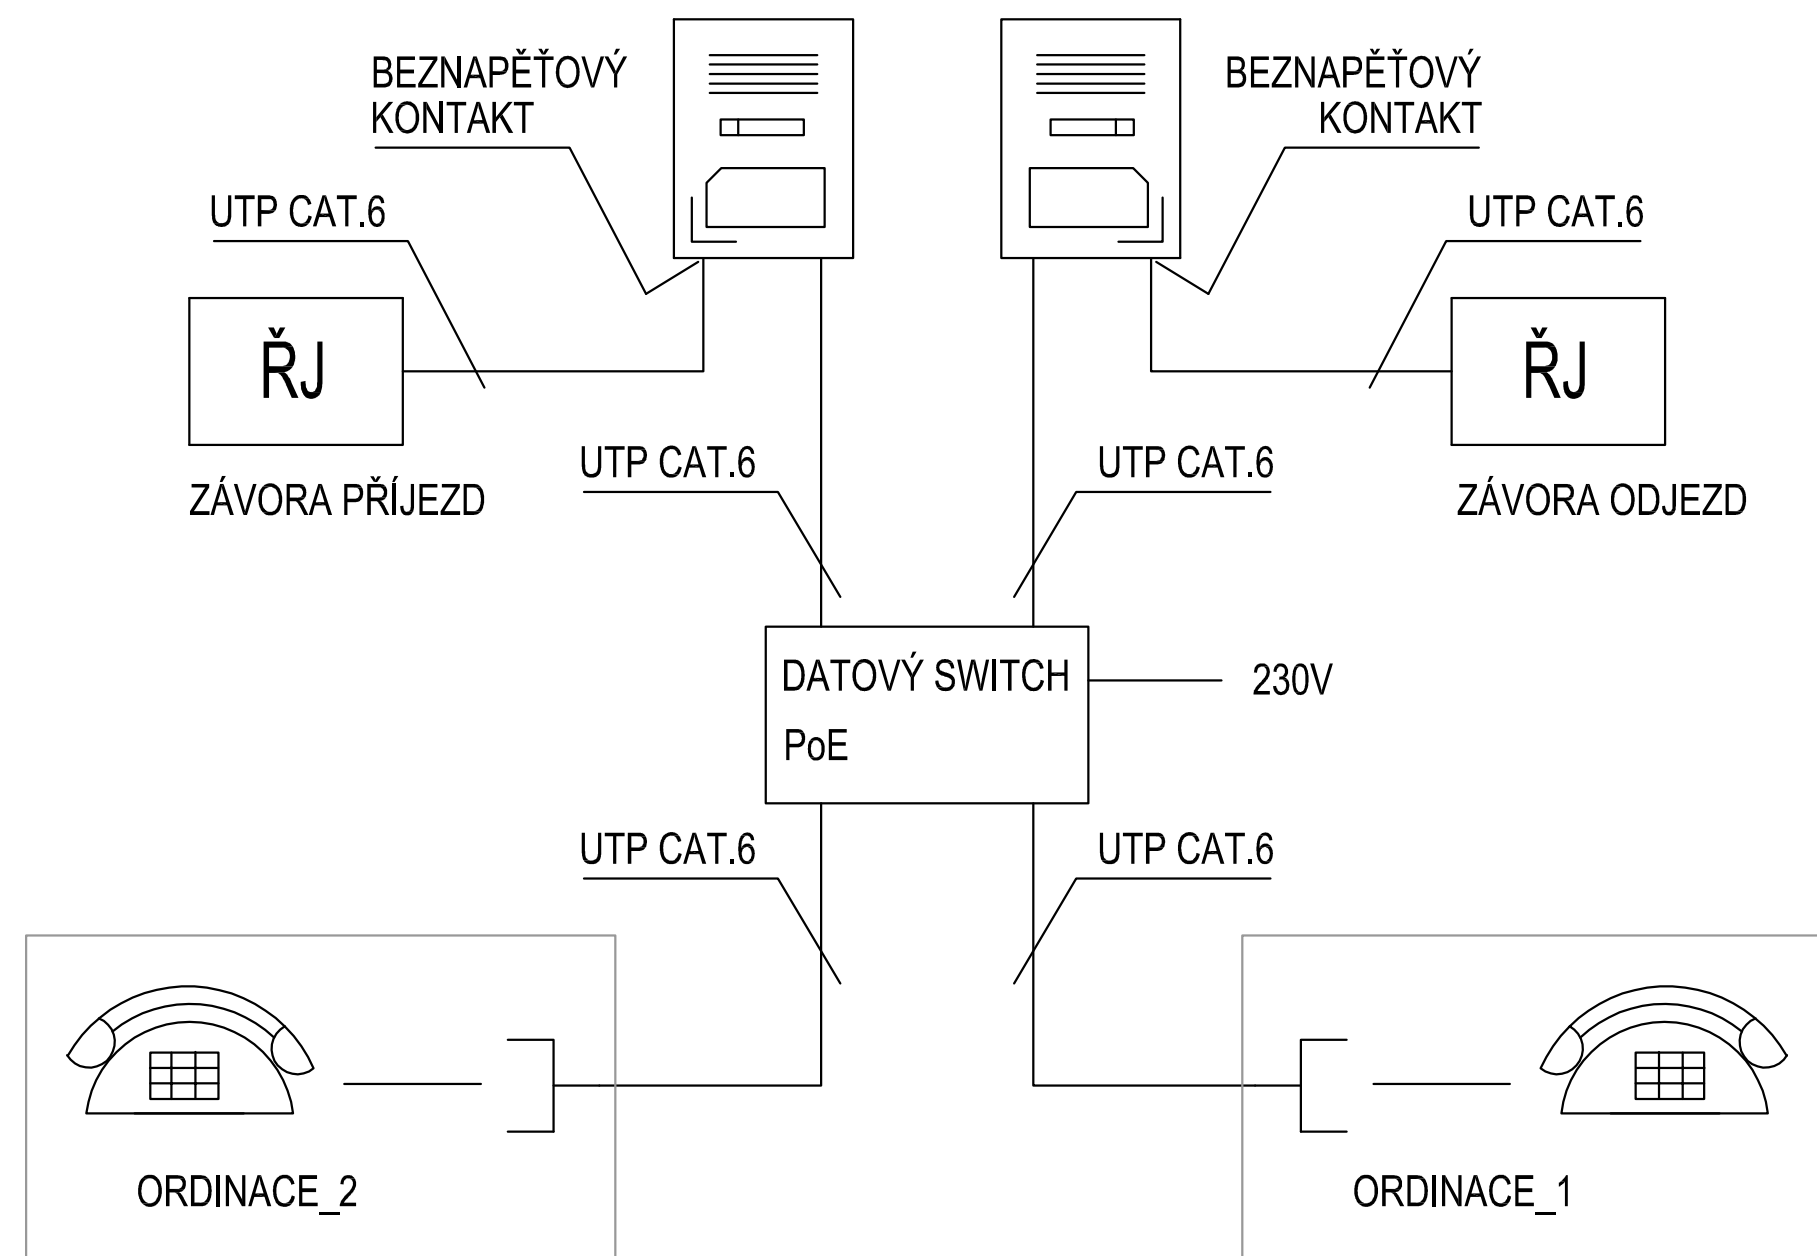 BEZNAPĚŤOVÝ
KONTAKT
BEZNAPĚŤOVÝ
KONTAKT
UTP CAT.6
UTP CAT.6
ŘJ
ŘJ
ZÁVORA PŘÍJEZD
UTP CAT.6
UTP CAT.6
ZÁVORA ODJEZD
DATOVÝ SWITCH
PoE
230V
UTP CAT.6
UTP CAT.6
ORDINACE_2
ORDINACE_1